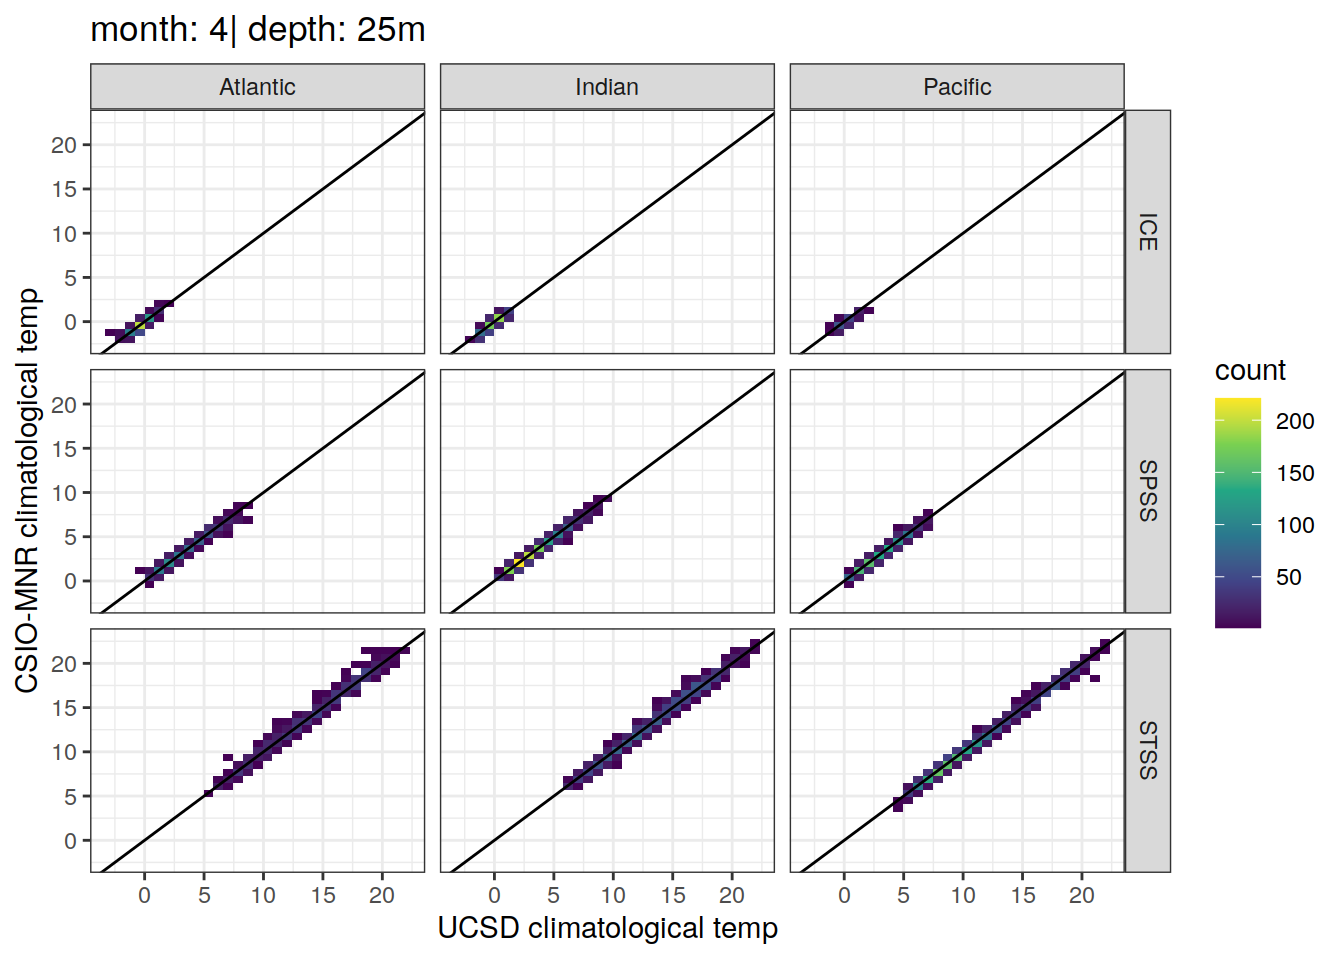 month: 4| depth: 25m
Atlantic
Indian
Pacific
20
15
10
5
0
ICE
20
15
10
5
0
SPSS
20
15
10
5
0
STSS
0 5 10 15 20
0 5 10 15 20
0 5 10 15 20
UCSD climatological temp
CSIO-MNR climatological temp
count
200
150
100
50